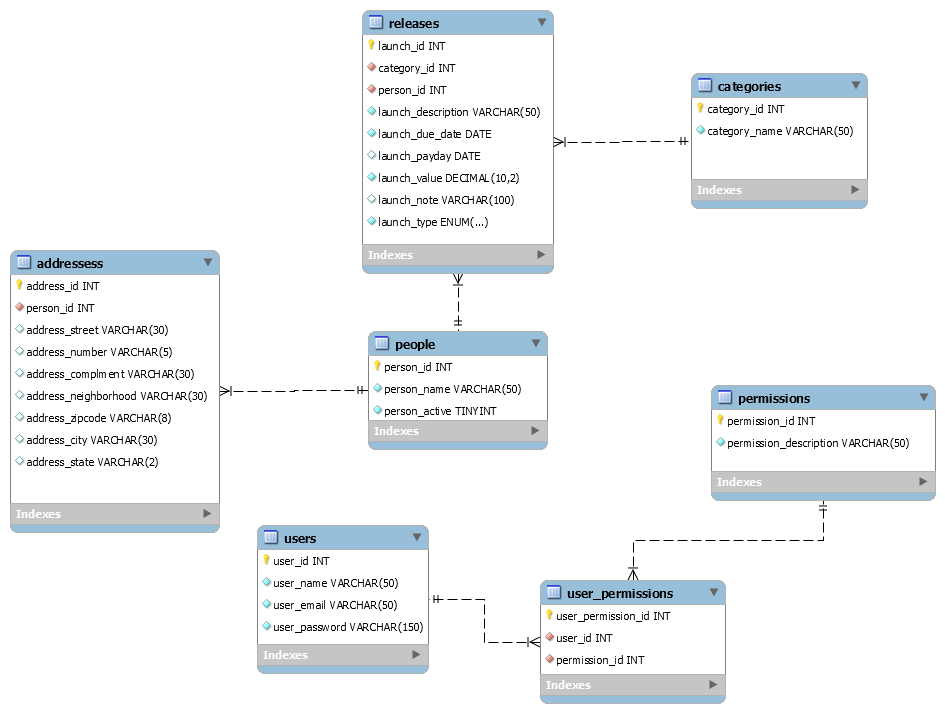 releases
launch_id INT
category_id INT
person_id INT
launch_description VARCHAR(50)
launch_due_date DATE
launch_payday DATE
launch_value DECIMAL(10,2)
launch_note VARCHAR(100)
launch_type ENUM(...)
Indexes
categories
category_id INT
category_name VARCHAR(50)
Indexes
addressess
address_id INT
person_id INT
address_street VARCHAR(30)
address_number VARCHAR(5)
address_complment VARCHAR(30)
address_neighborhood VARCHAR(30)
address_zipcode VARCHAR(8)
address_city VARCHAR(30)
address_state VARCHAR(2)
Indexes
people
person_id INT
person_name VARCHAR(50)
person_active TINYINT
Indexes
permissions
permission_id INT
permission_description VARCHAR(50)
Indexes
users
user_id INT
user_name VARCHAR(50)
user_email VARCHAR(50)
user_password VARCHAR(150)
Indexes
user_permissions
user_permission_id INT
user_id INT
permission_id INT
Indexes